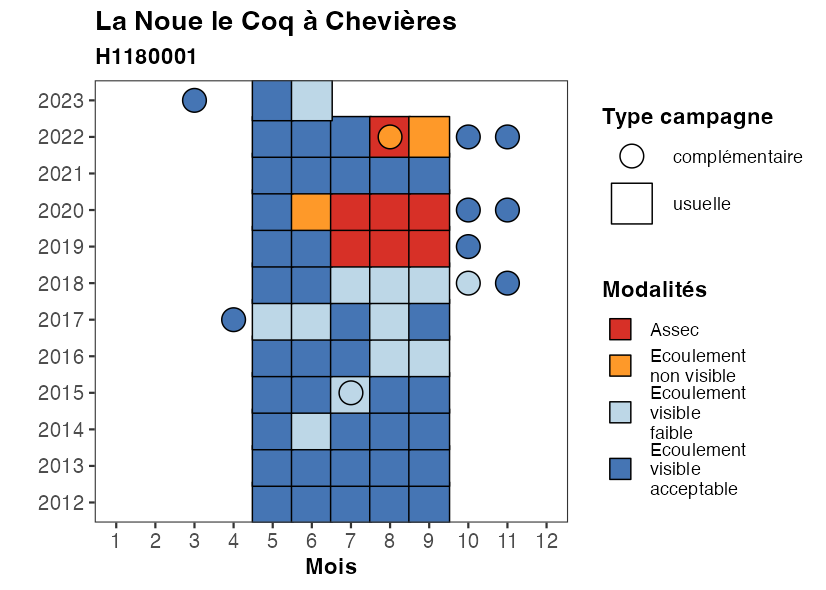 La Noue le Coq à Chevières
H1180001
2023
2022
2021
2020
2019
2018
2017
2016
2015
2014
2013
2012
1 2 3 4 5 6 7 8 9 10 11 12
Mois
Type campagne
complémentaire
usuelle
Modalités
Assec
Ecoulement
non visible
Ecoulement
visible
faible
Ecoulement
visible
acceptable